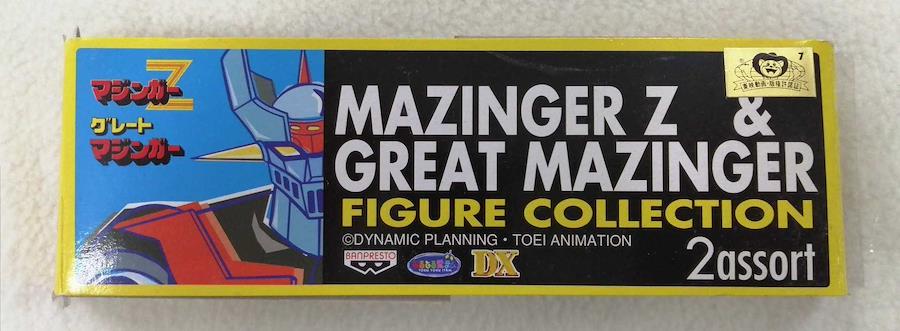 マジンガーZ
グレート
マジンガー
MAZINGER Z &
GREAT MAZINGER
FIGURE COLLECTION
©DYNAMIC PLANNING・TOEI ANIMATION
BANPRESTO
DX
2assort
7